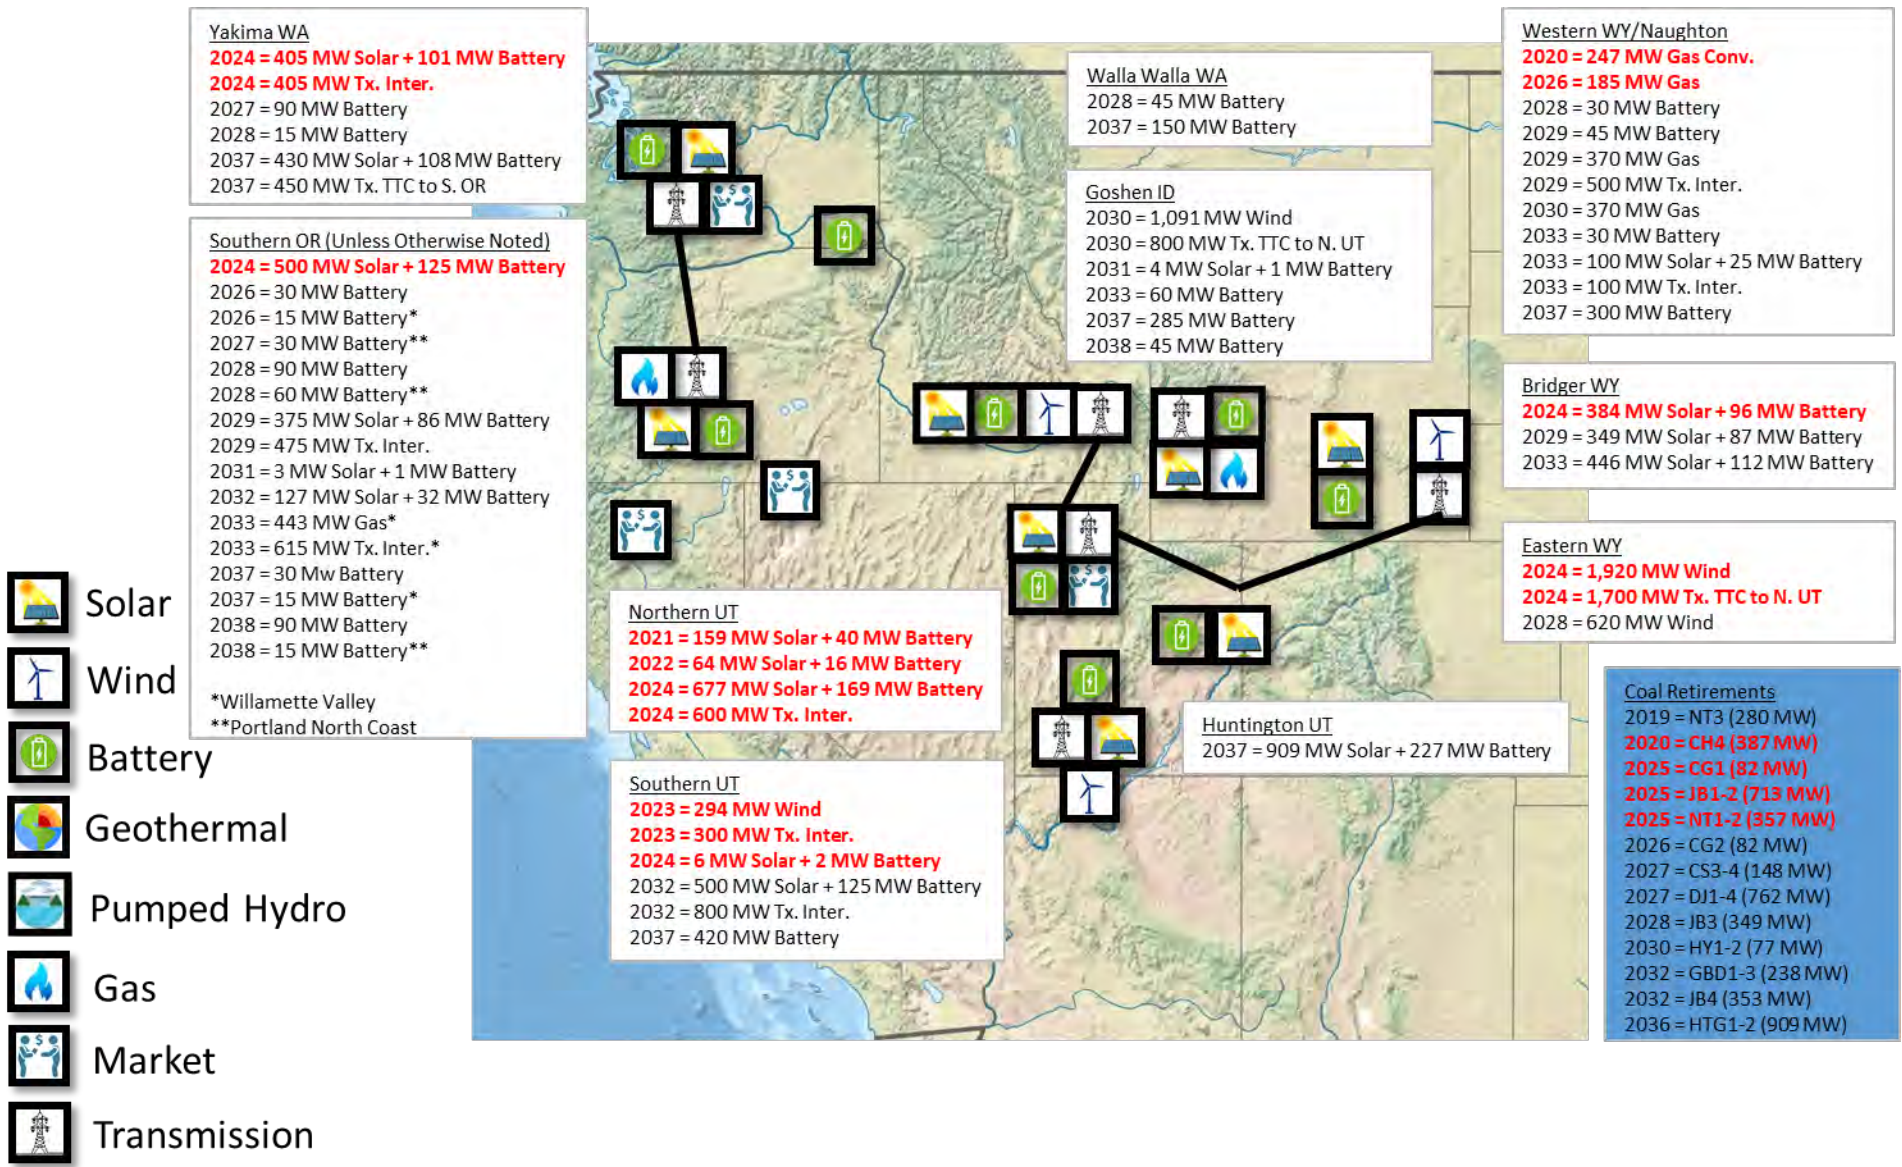 Yakima WA
2024 = 405 MW Solar + 101 MW Battery
2024 = 405 MW Tx. Inter.
2027 = 90 MW Battery
2028 = 15 MW Battery
2037 = 430 MW Solar + 108 MW Battery
2037 = 450 MW Tx. TTC to S. OR
Southern OR (Unless Otherwise Noted)
2024 = 500 MW Solar + 125 MW Battery
2026 = 30 MW Battery
2026 = 15 MW Battery*
2027 = 30 MW Battery**
2028 = 90 MW Battery
2028 = 60 MW Battery**
2029 = 375 MW Solar + 86 MW Battery
2029 = 475 MW Tx. Inter.
2031 = 3 MW Solar + 1 MW Battery
2032 = 127 MW Solar + 32 MW Battery
2033 = 443 MW Gas*
2033 = 615 MW Tx. Inter.*
2037 = 30 Mw Battery
2037 = 15 MW Battery*
2038 = 90 MW Battery
2038 = 15 MW Battery**
*Willamette Valley
**Portland North Coast
Walla Walla WA
2028 = 45 MW Battery
2037 = 150 MW Battery
Goshen ID
2030 = 1,091 MW Wind
2030 = 800 MW Tx. TTC to N. UT
2031 = 4 MW Solar + 1 MW Battery
2033 = 60 MW Battery
2037 = 285 MW Battery
2038 = 45 MW Battery
Western WY/Naughton
2020 = 247 MW Gas Conv.
2026 = 185 MW Gas
2028 = 30 MW Battery
2029 = 45 MW Battery
2029 = 370 MW Gas
2029 = 500 MW Tx. Inter.
2030 = 370 MW Gas
2033 = 30 MW Battery
2033 = 100 MW Solar + 25 MW Battery
2033 = 100 MW Tx. Inter.
2037 = 300 MW Battery
Bridger WY
2024 = 384 MW Solar + 96 MW Battery
2029 = 349 MW Solar + 87 MW Battery
2033 = 446 MW Solar + 112 MW Battery
Eastern WY
2024 = 1,920 MW Wind
2024 = 1,700 MW Tx. TTC to N. UT
2028 = 620 MW Wind
Northern UT
2021 = 159 MW Solar + 40 MW Battery
2022 = 64 MW Solar + 16 MW Battery
2024 = 677 MW Solar + 169 MW Battery
2024 = 600 MW Tx. Inter.
Southern UT
2023 = 294 MW Wind
2023 = 300 MW Tx. Inter.
2024 = 6 MW Solar + 2 MW Battery
2032 = 500 MW Solar + 125 MW Battery
2032 = 800 MW Tx. Inter.
2037 = 420 MW Battery
Huntington UT
2037 = 909 MW Solar + 227 MW Battery
Coal Retirements
2019 = NT3 (280 MW)
2020 = CH4 (387 MW)
2025 = CG1 (82 MW)
2025 = JB1-2 (713 MW)
2025 = NT1-2 (357 MW)
2026 = CG2 (82 MW)
2027 = CS3-4 (148 MW)
2027 = DJ1-4 (762 MW)
2028 = JB3 (349 MW)
2030 = HY1-2 (77 MW)
2032 = GBD1-3 (238 MW)
2032 = JB4 (353 MW)
2036 = HTG1-2 (909 MW)
Solar
Wind
Battery
Geothermal
Pumped Hydro
Gas
Market
Transmission